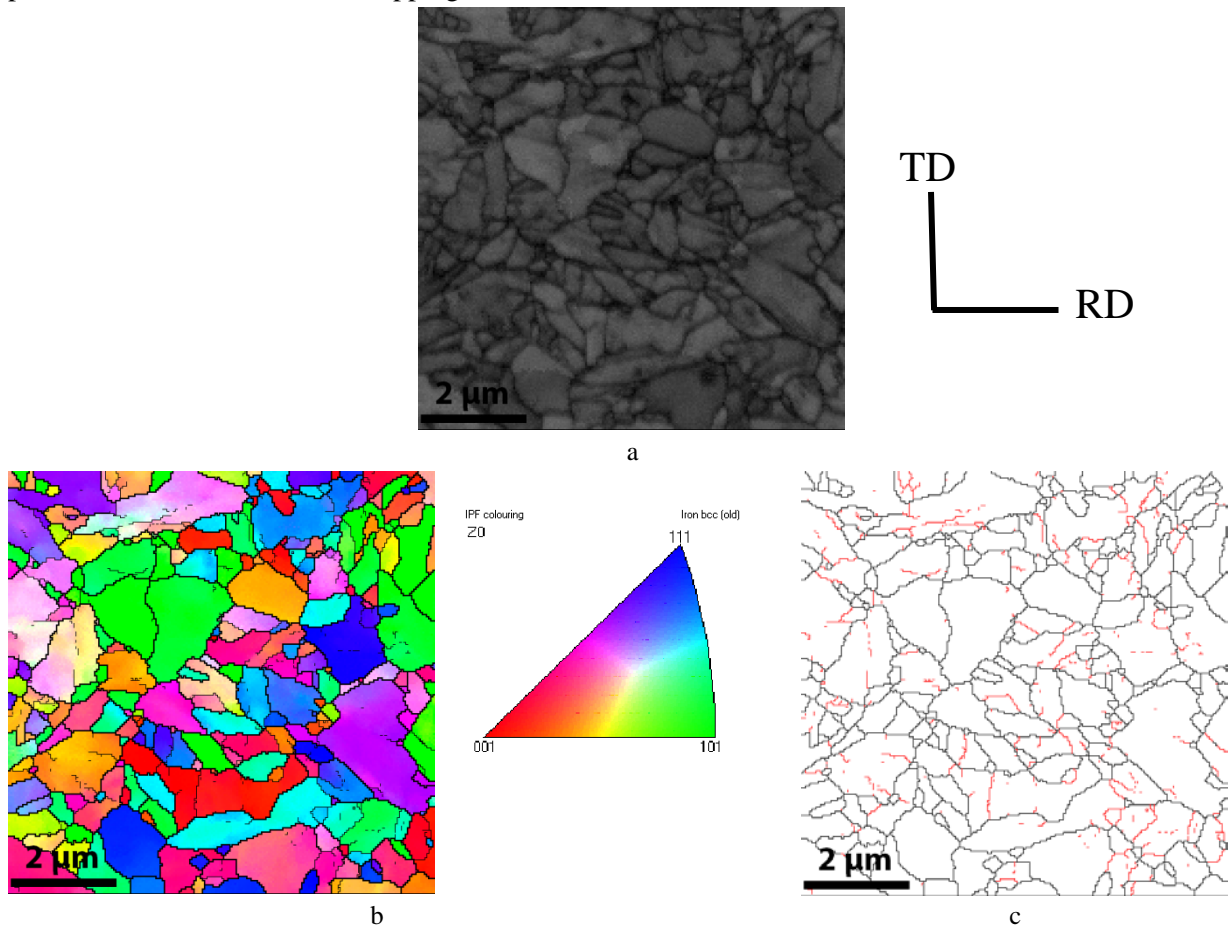 TD
RD
2 µm
a
IPF colouring
Z0
Iron bcc (old)
111
001
101
2 µm
2 µm
b
c